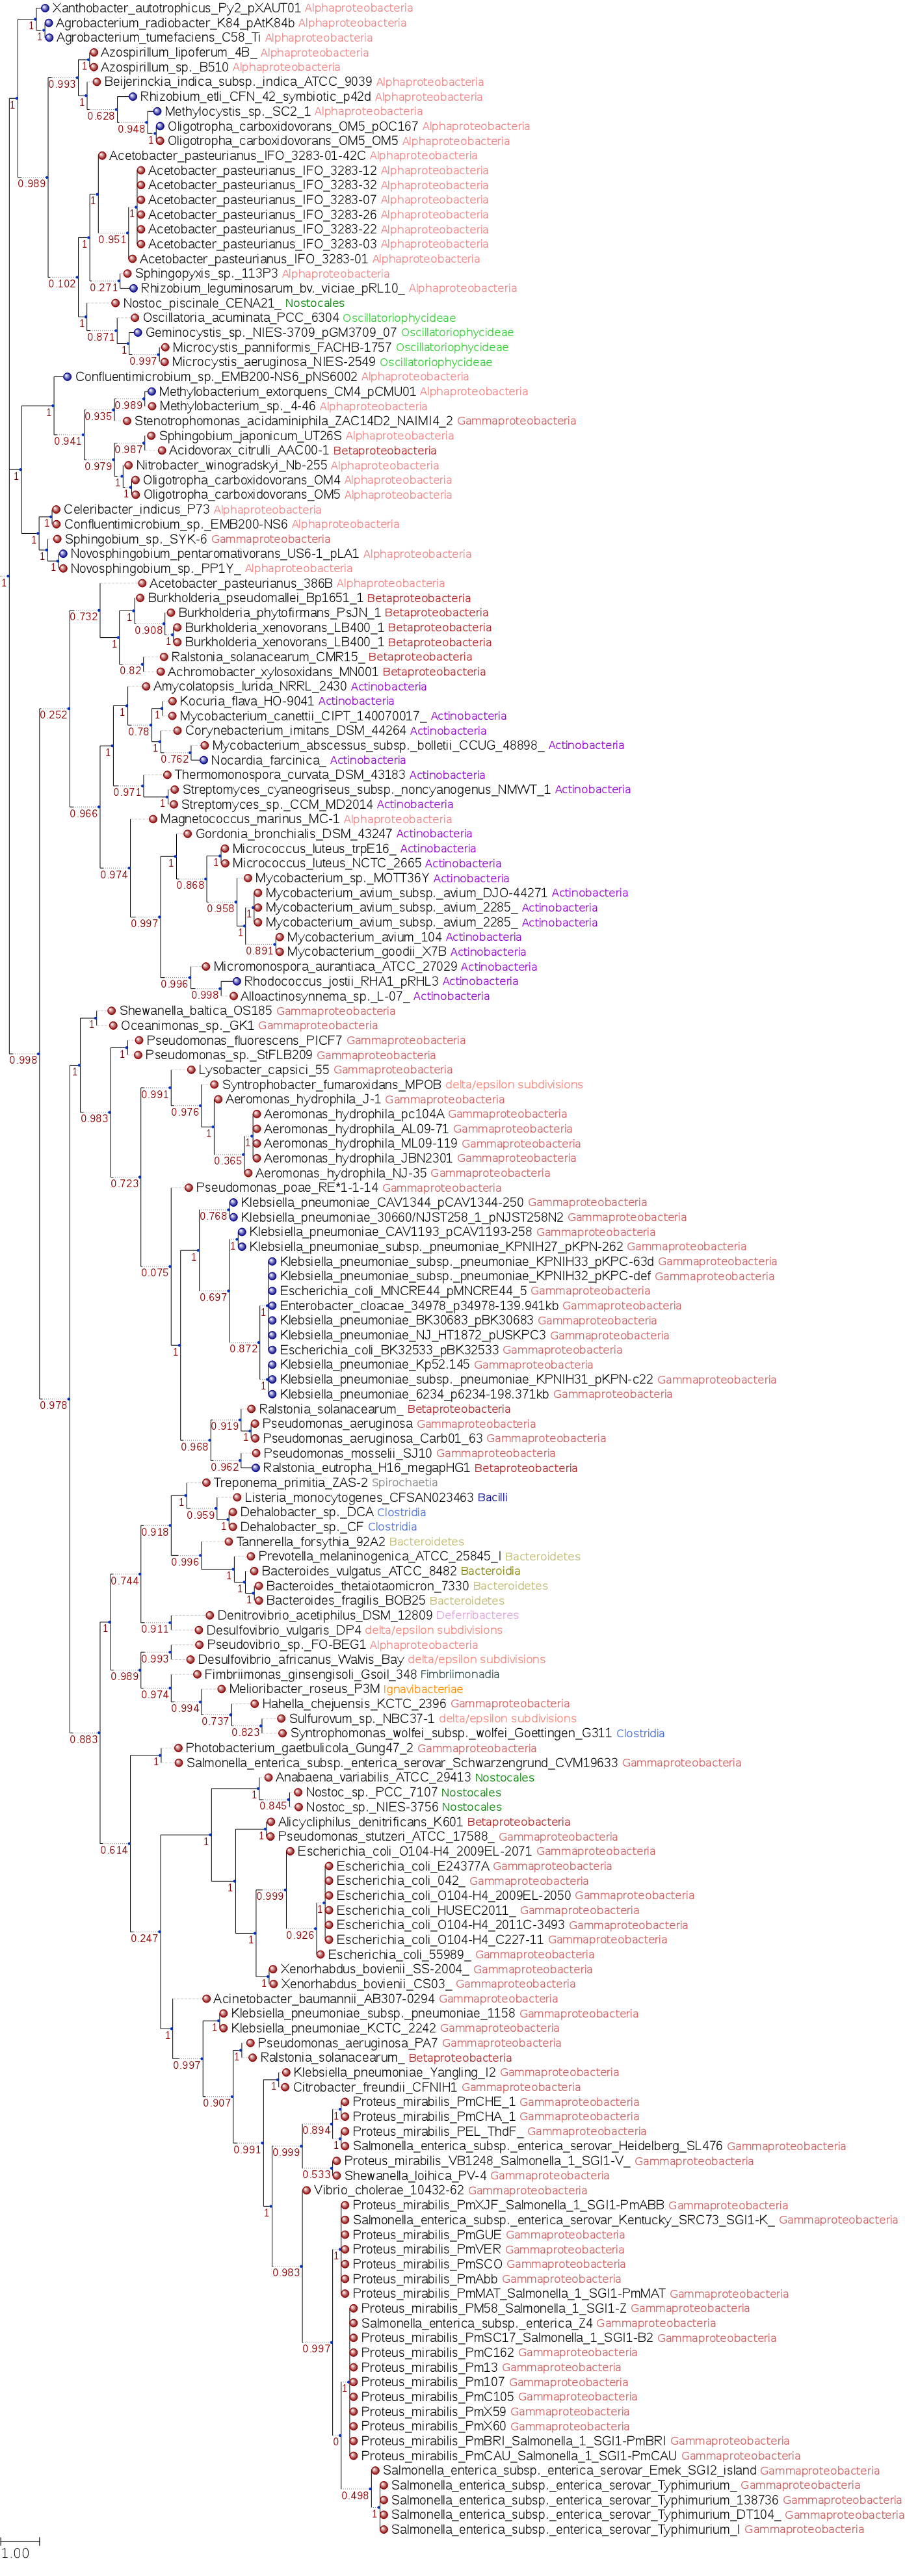 Xanthobacter_autotrophicus_Py2_pXAUT01 Alphaproteobacteria
Agrobacterium_radiobacter_K84_pAtK84b Alphaproteobacteria
1
Agrobacterium_tumefaciens_C58_Ti Alphaproteobacteria
1
Azospirillum_lipoferum_4B_ Alphaproteobacteria
Azospirillum_sp._B510 Alphaproteobacteria
1
Beijerinckia_indica_subsp._indica_ATCC_9039 Alphaproteobacteria
0.993
Rhizobium_etli_CFN_42_symbiotic_p42d Alphaproteobacteria
1
1
Methylocystis_sp._SC2_1 Alphaproteobacteria
0.628
Oligotropha_carboxidovorans_OM5_pOC167 Alphaproteobacteria
0.948
Oligotropha_carboxidovorans_OM5_OM5 Alphaproteobacteria
1
Acetobacter_pasteurianus_IFO_3283-01-42C Alphaproteobacteria
Acetobacter_pasteurianus_IFO_3283-12 Alphaproteobacteria
0.989
Acetobacter_pasteurianus_IFO_3283-32 Alphaproteobacteria
Acetobacter_pasteurianus_IFO_3283-07 Alphaproteobacteria
1
Acetobacter_pasteurianus_IFO_3283-26 Alphaproteobacteria
1
Acetobacter_pasteurianus_IFO_3283-22 Alphaproteobacteria
0.951
Acetobacter_pasteurianus_IFO_3283-03 Alphaproteobacteria
1
Acetobacter_pasteurianus_IFO_3283-01 Alphaproteobacteria
Sphingopyxis_sp._113P3 Alphaproteobacteria
0.102
Rhizobium_leguminosarum_bv._viciae_pRL10_ Alphaproteobacteria
0.271
Nostoc_piscinale_CENA21_ Nostocales
Oscillatoria_acuminata_PCC_6304 Oscillatoriophycideae
1
Geminocystis_sp._NIES-3709_pGM3709_07 Oscillatoriophycideae
0.871
Microcystis_panniformis_FACHB-1757 Oscillatoriophycideae
1
Microcystis_aeruginosa_NIES-2549 Oscillatoriophycideae
0.997
Confluentimicrobium_sp._EMB200-NS6_pNS6002 Alphaproteobacteria
Methylobacterium_extorquens_CM4_pCMU01 Alphaproteobacteria
Methylobacterium_sp._4-46 Alphaproteobacteria
0.989
1
Stenotrophomonas_acidaminiphila_ZAC14D2_NAIMI4_2 Gammaproteobacteria
0.935
Sphingobium_japonicum_UT26S Alphaproteobacteria
0.941
Acidovorax_citrulli_AAC00-1 Betaproteobacteria
0.987
Nitrobacter_winogradskyi_Nb-255 Alphaproteobacteria
0.979
1
Oligotropha_carboxidovorans_OM4 Alphaproteobacteria
1
Oligotropha_carboxidovorans_OM5 Alphaproteobacteria
1
Celeribacter_indicus_P73 Alphaproteobacteria
Confluentimicrobium_sp._EMB200-NS6 Alphaproteobacteria
1
Sphingobium_sp._SYK-6 Gammaproteobacteria
1
Novosphingobium_pentaromativorans_US6-1_pLA1 Alphaproteobacteria
1
Novosphingobium_sp._PP1Y_ Alphaproteobacteria
1
1
Acetobacter_pasteurianus_386B Alphaproteobacteria
Burkholderia_pseudomallei_Bp1651_1 Betaproteobacteria
Burkholderia_phytofirmans_PsJN_1 Betaproteobacteria
0.732
1
Burkholderia_xenovorans_LB400_1 Betaproteobacteria
0.908
Burkholderia_xenovorans_LB400_1 Betaproteobacteria
1
1
Ralstonia_solanacearum_CMR15_ Betaproteobacteria
Achromobacter_xylosoxidans_MN001 Betaproteobacteria
0.82
Amycolatopsis_lurida_NRRL_2430 Actinobacteria
Kocuria_flava_HO-9041 Actinobacteria
0.252
1
Mycobacterium_canettii_CIPT_140070017_ Actinobacteria
1
Corynebacterium_imitans_DSM_44264 Actinobacteria
0.78
Mycobacterium_abscessus_subsp._bolletii_CCUG_48898_ Actinobacteria
1
1
Nocardia_farcinica_ Actinobacteria
0.762
Thermomonospora_curvata_DSM_43183 Actinobacteria
Streptomyces_cyaneogriseus_subsp._noncyanogenus_NMWT_1 Actinobacteria
0.971
Streptomyces_sp._CCM_MD2014 Actinobacteria
1
0.966
Magnetococcus_marinus_MC-1 Alphaproteobacteria
Gordonia_bronchialis_DSM_43247 Actinobacteria
Micrococcus_luteus_trpE16_ Actinobacteria
1
Micrococcus_luteus_NCTC_2665 Actinobacteria
1
0.974
Mycobacterium_sp._MOTT36Y Actinobacteria
0.868
Mycobacterium_avium_subsp._avium_DJO-44271 Actinobacteria
Mycobacterium_avium_subsp._avium_2285_ Actinobacteria
0.958
1
Mycobacterium_avium_subsp._avium_2285_ Actinobacteria
0.997
1
Mycobacterium_avium_104 Actinobacteria
Mycobacterium_goodii_X7B Actinobacteria
0.891
Micromonospora_aurantiaca_ATCC_27029 Actinobacteria
Rhodococcus_jostii_RHA1_pRHL3 Actinobacteria
0.996
Alloactinosynnema_sp._L-07_ Actinobacteria
0.998
Shewanella_baltica_OS185 Gammaproteobacteria
Oceanimonas_sp._GK1 Gammaproteobacteria
1
Pseudomonas_fluorescens_PICF7 Gammaproteobacteria
Pseudomonas_sp._StFLB209 Gammaproteobacteria
1
0.998
1
Lysobacter_capsici_55 Gammaproteobacteria
Syntrophobacter_fumaroxidans_MPOB delta/epsilon subdivisions
0.991
Aeromonas_hydrophila_J-1 Gammaproteobacteria
0.976
Aeromonas_hydrophila_pc104A Gammaproteobacteria
0.983
Aeromonas_hydrophila_AL09-71 Gammaproteobacteria
1
Aeromonas_hydrophila_ML09-119 Gammaproteobacteria
1
Aeromonas_hydrophila_JBN2301 Gammaproteobacteria
0.365
Aeromonas_hydrophila_NJ-35 Gammaproteobacteria
0.723
Pseudomonas_poae_RE*1-1-14 Gammaproteobacteria
Klebsiella_pneumoniae_CAV1344_pCAV1344-250 Gammaproteobacteria
Klebsiella_pneumoniae_30660/NJST258_1_pNJST258N2 Gammaproteobacteria
0.768
Klebsiella_pneumoniae_CAV1193_pCAV1193-258 Gammaproteobacteria
Klebsiella_pneumoniae_subsp._pneumoniae_KPNIH27_pKPN-262 Gammaproteobacteria
1
1
Klebsiella_pneumoniae_subsp._pneumoniae_KPNIH33_pKPC-63d Gammaproteobacteria
0.075
Klebsiella_pneumoniae_subsp._pneumoniae_KPNIH32_pKPC-def Gammaproteobacteria
Escherichia_coli_MNCRE44_pMNCRE44_5 Gammaproteobacteria
0.697
Enterobacter_cloacae_34978_p34978-139.941kb Gammaproteobacteria
1
Klebsiella_pneumoniae_BK30683_pBK30683 Gammaproteobacteria
Klebsiella_pneumoniae_NJ_HT1872_pUSKPC3 Gammaproteobacteria
0.872
Escherichia_coli_BK32533_pBK32533 Gammaproteobacteria
1
Klebsiella_pneumoniae_Kp52.145 Gammaproteobacteria
Klebsiella_pneumoniae_subsp._pneumoniae_KPNIH31_pKPN-c22 Gammaproteobacteria
1
Klebsiella_pneumoniae_6234_p6234-198.371kb Gammaproteobacteria
0.978
Ralstonia_solanacearum_ Betaproteobacteria
Pseudomonas_aeruginosa Gammaproteobacteria
0.919
Pseudomonas_aeruginosa_Carb01_63 Gammaproteobacteria
1
0.968
Pseudomonas_mosselii_SJ10 Gammaproteobacteria
Ralstonia_eutropha_H16_megapHG1 Betaproteobacteria
0.962
Treponema_primitia_ZAS-2 Spirochaetia
Listeria_monocytogenes_CFSAN023463 Bacilli
1
Dehalobacter_sp._DCA Clostridia
0.959
Dehalobacter_sp._CF Clostridia
1
0.918
Tannerella_forsythia_92A2 Bacteroidetes
Prevotella_melaninogenica_ATCC_25845_I Bacteroidetes
0.996
Bacteroides_vulgatus_ATCC_8482 Bacteroidia
1
0.744
Bacteroides_thetaiotaomicron_7330 Bacteroidetes
1
Bacteroides_fragilis_BOB25 Bacteroidetes
1
Denitrovibrio_acetiphilus_DSM_12809 Deferribacteres
Desulfovibrio_vulgaris_DP4 delta/epsilon subdivisions
0.911
1
Pseudovibrio_sp._FO-BEG1 Alphaproteobacteria
Desulfovibrio_africanus_Walvis_Bay delta/epsilon subdivisions
0.993
Fimbriimonas_ginsengisoli_Gsoil_348 Fimbriimonadia
0.989
Melioribacter_roseus_P3M Ignavibacteriae
0.974
Hahella_chejuensis_KCTC_2396 Gammaproteobacteria
0.994
Sulfurovum_sp._NBC37-1 delta/epsilon subdivisions
0.737
Syntrophomonas_wolfei_subsp._wolfei_Goettingen_G311 Clostridia
0.823
0.883
Photobacterium_gaetbulicola_Gung47_2 Gammaproteobacteria
Salmonella_enterica_subsp._enterica_serovar_Schwarzengrund_CVM19633 Gammaproteobacteria
1
Anabaena_variabilis_ATCC_29413 Nostocales
Nostoc_sp._PCC_7107 Nostocales
1
Nostoc_sp._NIES-3756 Nostocales
0.845
Alicycliphilus_denitrificans_K601 Betaproteobacteria
Pseudomonas_stutzeri_ATCC_17588_ Gammaproteobacteria
1
1
0.614
Escherichia_coli_O104-H4_2009EL-2071 Gammaproteobacteria
Escherichia_coli_E24377A Gammaproteobacteria
Escherichia_coli_042_ Gammaproteobacteria
1
0.999
Escherichia_coli_O104-H4_2009EL-2050 Gammaproteobacteria
Escherichia_coli_HUSEC2011_ Gammaproteobacteria
1
Escherichia_coli_O104-H4_2011C-3493 Gammaproteobacteria
0.926
Escherichia_coli_O104-H4_C227-11 Gammaproteobacteria
0.247
1
Escherichia_coli_55989_ Gammaproteobacteria
Xenorhabdus_bovienii_SS-2004_ Gammaproteobacteria
Xenorhabdus_bovienii_CS03_ Gammaproteobacteria
1
Acinetobacter_baumannii_AB307-0294 Gammaproteobacteria
Klebsiella_pneumoniae_subsp._pneumoniae_1158 Gammaproteobacteria
Klebsiella_pneumoniae_KCTC_2242 Gammaproteobacteria
1
1
Pseudomonas_aeruginosa_PA7 Gammaproteobacteria
Ralstonia_solanacearum_ Betaproteobacteria
1
0.997
Klebsiella_pneumoniae_Yangling_I2 Gammaproteobacteria
Citrobacter_freundii_CFNIH1 Gammaproteobacteria
1
0.907
Proteus_mirabilis_PmCHE_1 Gammaproteobacteria
Proteus_mirabilis_PmCHA_1 Gammaproteobacteria
1
0.894
Proteus_mirabilis_PEL_ThdF_ Gammaproteobacteria
Salmonella_enterica_subsp._enterica_serovar_Heidelberg_SL476 Gammaproteobacteria
1
0.991
0.999
Proteus_mirabilis_VB1248_Salmonella_1_SGI1-V_ Gammaproteobacteria
Shewanella_loihica_PV-4 Gammaproteobacteria
0.533
Vibrio_cholerae_10432-62 Gammaproteobacteria
Proteus_mirabilis_PmXJF_Salmonella_1_SGI1-PmABB Gammaproteobacteria
1
Salmonella_enterica_subsp._enterica_serovar_Kentucky_SRC73_SGI1-K_ Gammaproteobacteria
Proteus_mirabilis_PmGUE Gammaproteobacteria
Proteus_mirabilis_PmVER Gammaproteobacteria
1
Proteus_mirabilis_PmSCO Gammaproteobacteria
0.983
Proteus_mirabilis_PmAbb Gammaproteobacteria
Proteus_mirabilis_PmMAT_Salmonella_1_SGI1-PmMAT Gammaproteobacteria
Proteus_mirabilis_PM58_Salmonella_1_SGI1-Z Gammaproteobacteria
Salmonella_enterica_subsp._enterica_Z4 Gammaproteobacteria
Proteus_mirabilis_PmSC17_Salmonella_1_SGI1-B2 Gammaproteobacteria
0.997
Proteus_mirabilis_PmC162 Gammaproteobacteria
Proteus_mirabilis_Pm13 Gammaproteobacteria
Proteus_mirabilis_Pm107 Gammaproteobacteria
1
Proteus_mirabilis_PmC105 Gammaproteobacteria
Proteus_mirabilis_PmX59 Gammaproteobacteria
Proteus_mirabilis_PmX60 Gammaproteobacteria
0
Proteus_mirabilis_PmBRI_Salmonella_1_SGI1-PmBRI Gammaproteobacteria
Proteus_mirabilis_PmCAU_Salmonella_1_SGI1-PmCAU Gammaproteobacteria
Salmonella_enterica_subsp._enterica_serovar_Emek_SGI2_island Gammaproteobacteria
Salmonella_enterica_subsp._enterica_serovar_Typhimurium_ Gammaproteobacteria
0.498
Salmonella_enterica_subsp._enterica_serovar_Typhimurium_138736 Gammaproteobacteria
Salmonella_enterica_subsp._enterica_serovar_Typhimurium_DT104_ Gammaproteobacteria
1
Salmonella_enterica_subsp._enterica_serovar_Typhimurium_I Gammaproteobacteria
1.00